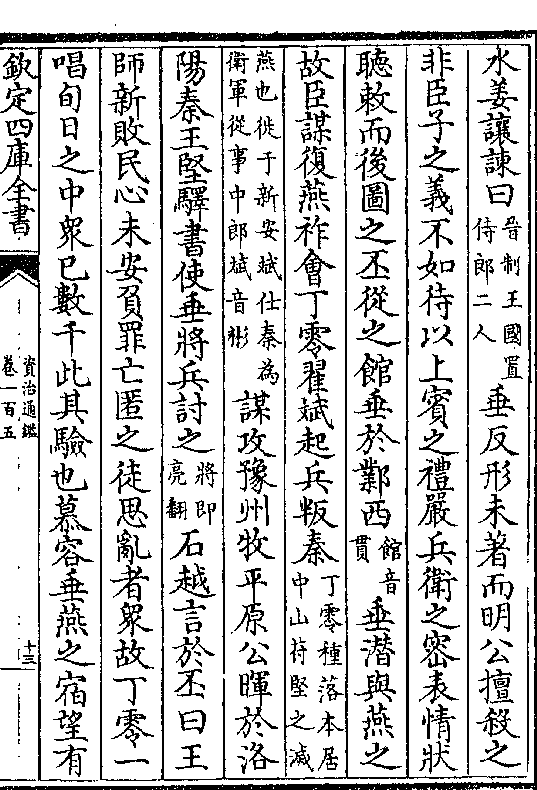 水姜讓諫曰晉制王國置侍郎二人垂反形未著而明公擅殺之
非臣子之義不如待以上賓之禮嚴兵衛之密表情狀
聽敕而後圖之丕從之館垂於鄴西館音貫垂潛與燕之
故臣謀復燕祚會丁零翟斌起兵叛秦丁零種落本居中山苻堅之滅
燕也徙于新安斌仕秦為衛軍從事中郎斌音彬謀攻豫州牧平原公暉於洛
陽秦王堅驛書使垂將兵討之將即亮翻石越言於丕曰王
師新敗民心未安負罪亡匿之徒思亂者衆故丁零一
唱旬日之中衆已數千此其驗也慕容垂燕之宿望有
欽定四庫全書
資治通鑑
卷一百五
十三